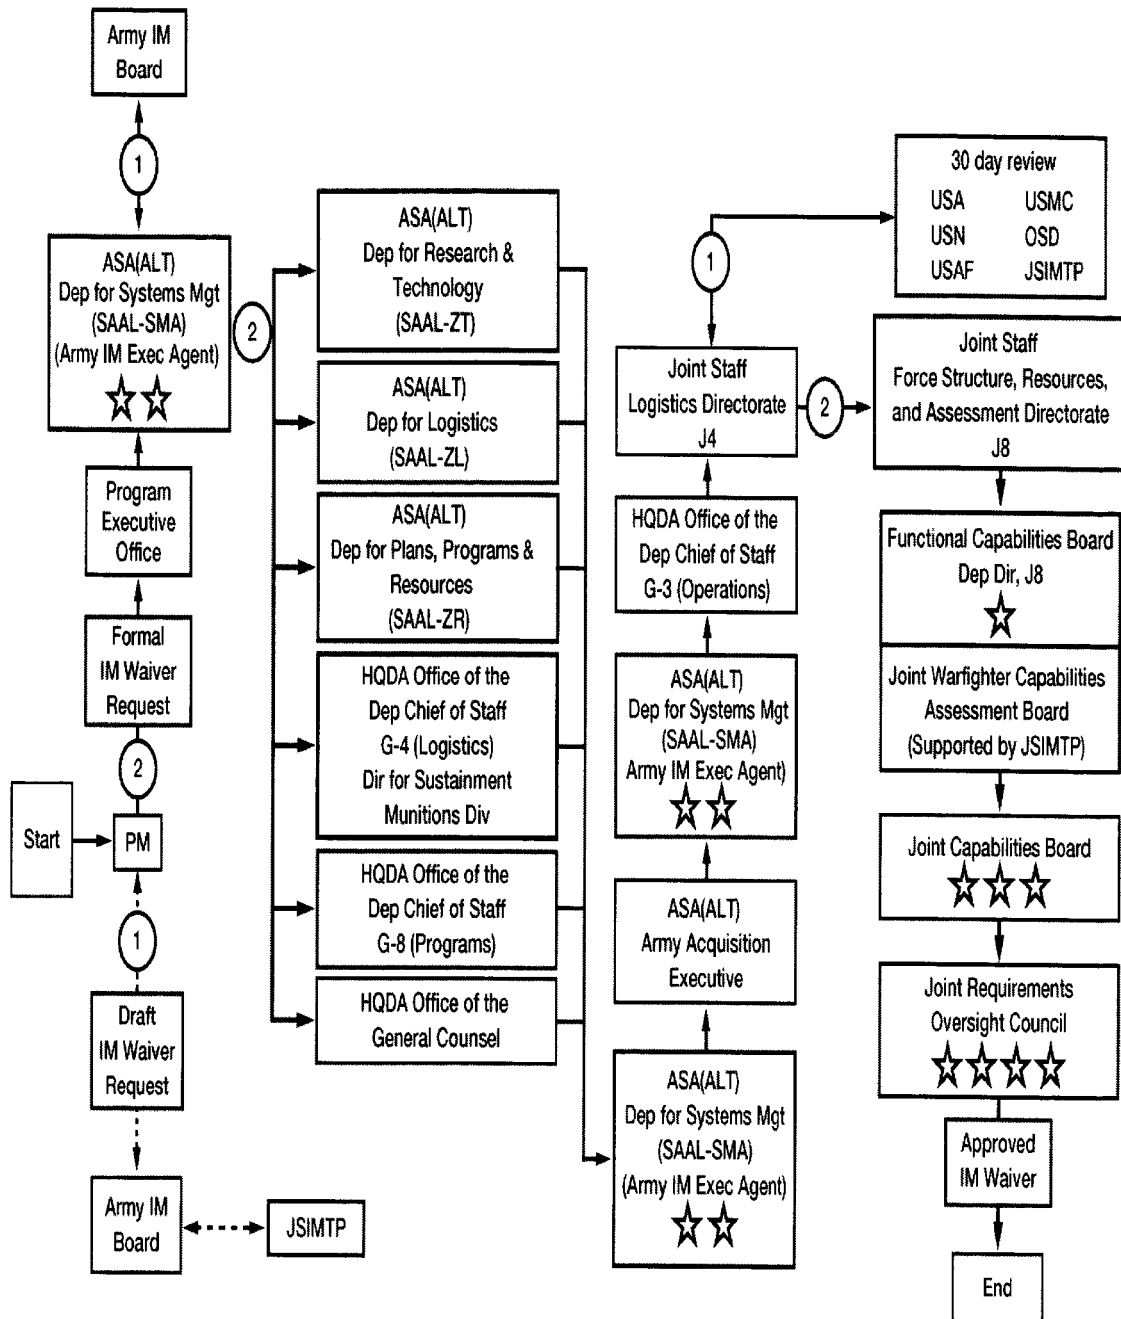 Army IM
Board
1
ASA(ALT)
Dep for Systems Mgt
(SAAL-SMA)
(Army IM Exec Agent)
2
Program
Executive
Office
Formal
IM Waiver
Request
2
Start
PM
1
Draft
IM Waiver
Request
Army IM
Board
JSIMTP
ASA(ALT)
Dep for Research &
Technology
(SAAL-ZT)
ASA(ALT)
Dep for Logistics
(SAAL-ZL)
ASA(ALT)
Dep for Plans, Programs &
Resources
(SAAL-ZR)
HQDA Office of the
Dep Chief of Staff
G-4 (Logistics)
Dir for Sustainment
Munitions Div
HQDA Office of the
Dep Chief of Staff
G-8 (Programs)
HQDA Office of the
General Counsel
1
Joint Staff
Logistics Directorate
J4
2
HQDA Office of the
Dep Chief of Staff
G-3 (Operations)
ASA(ALT)
Dep for Systems Mgt
(SAAL-SMA)
Army IM Exec Agent)
ASA(ALT)
Army Acquisition
Executive
ASA(ALT)
Dep for Systems Mgt
(SAAL-SMA)
(Army IM Exec Agent)
30 day review
USA USMC
USN OSD
USAF JSIMTP
Joint Staff
Force Structure, Resources,
and Assessment Directorate
J8
Functional Capabilities Board
Dep Dir, J8
Joint Warfighter Capabilities
Assessment Board
(Supported by JSIMTP)
Joint Capabilities Board
Joint Requirements
Oversight Council
Approved
IM Waiver
End